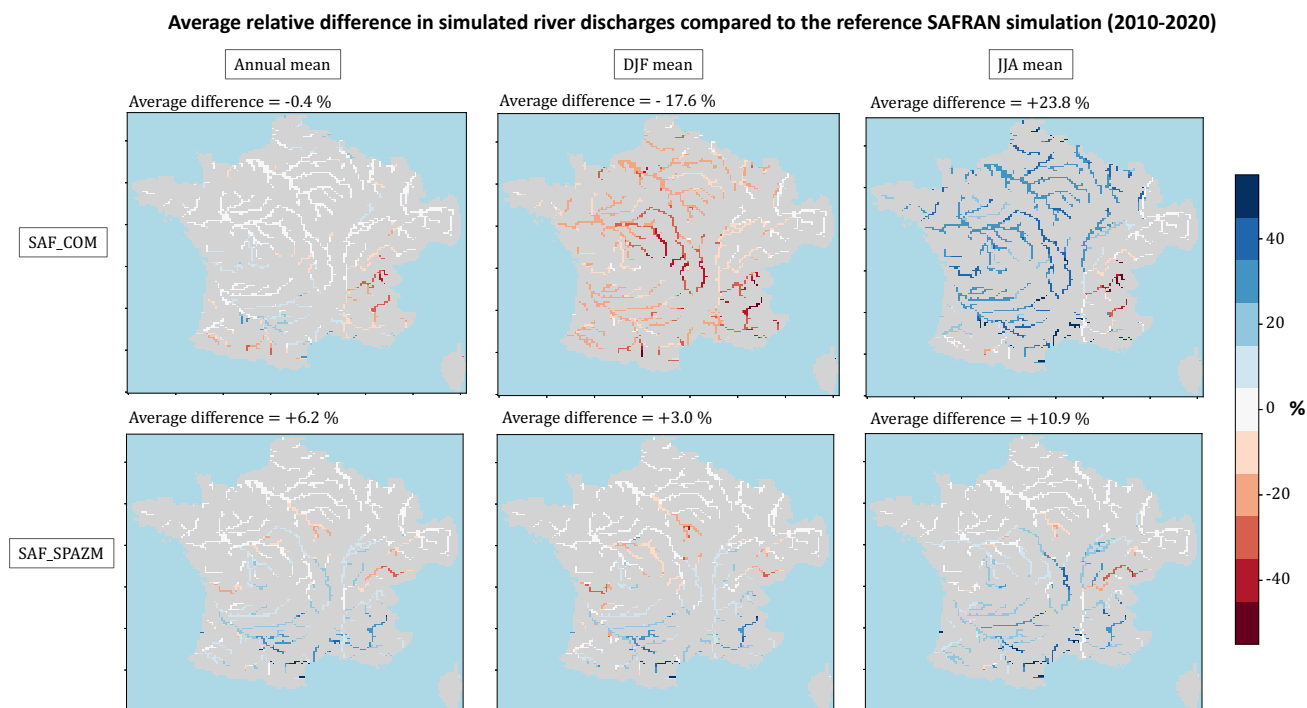 Average relative difference in simulated river discharges compared to the reference SAFRAN simulation (2010-2020)
Annual mean
DJF mean
JJA mean
Average difference = -0.4 %
Average difference = - 17.6 %
Average difference = +23.8 %
SAF_COM
40
20
0 %
-20
-40
Average difference = +6.2 %
Average difference = +3.0 %
Average difference = +10.9 %
SAF_SPAZM